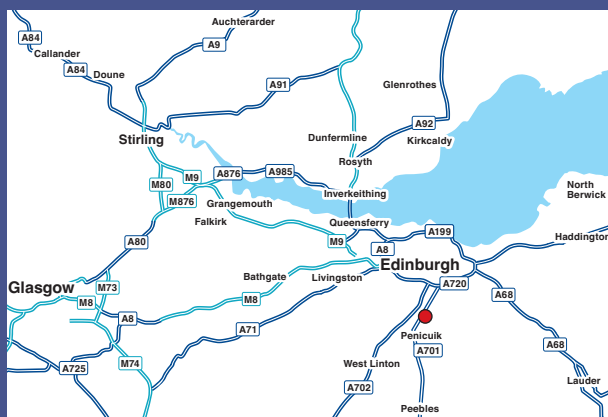 Auchterarder
A84
A9
Callander
A84
Doune
A91
Glenrothes
A92
Stirling
Dunfermline
Kirkcaldy
Rosyth
M9
A876
A985
M80
Inverkeithing
North
Berwick
M876
Grangemouth
Falkirk
Queensferry
A199
Haddington
A80
M9
A8
Edinburgh
Bathgate
Livingston
A720
Glasgow
M73
M8
M8
A68
A8
A71
Penicuik
A68
A701
M74
West Linton
A725
A702
Lauder
Peebles